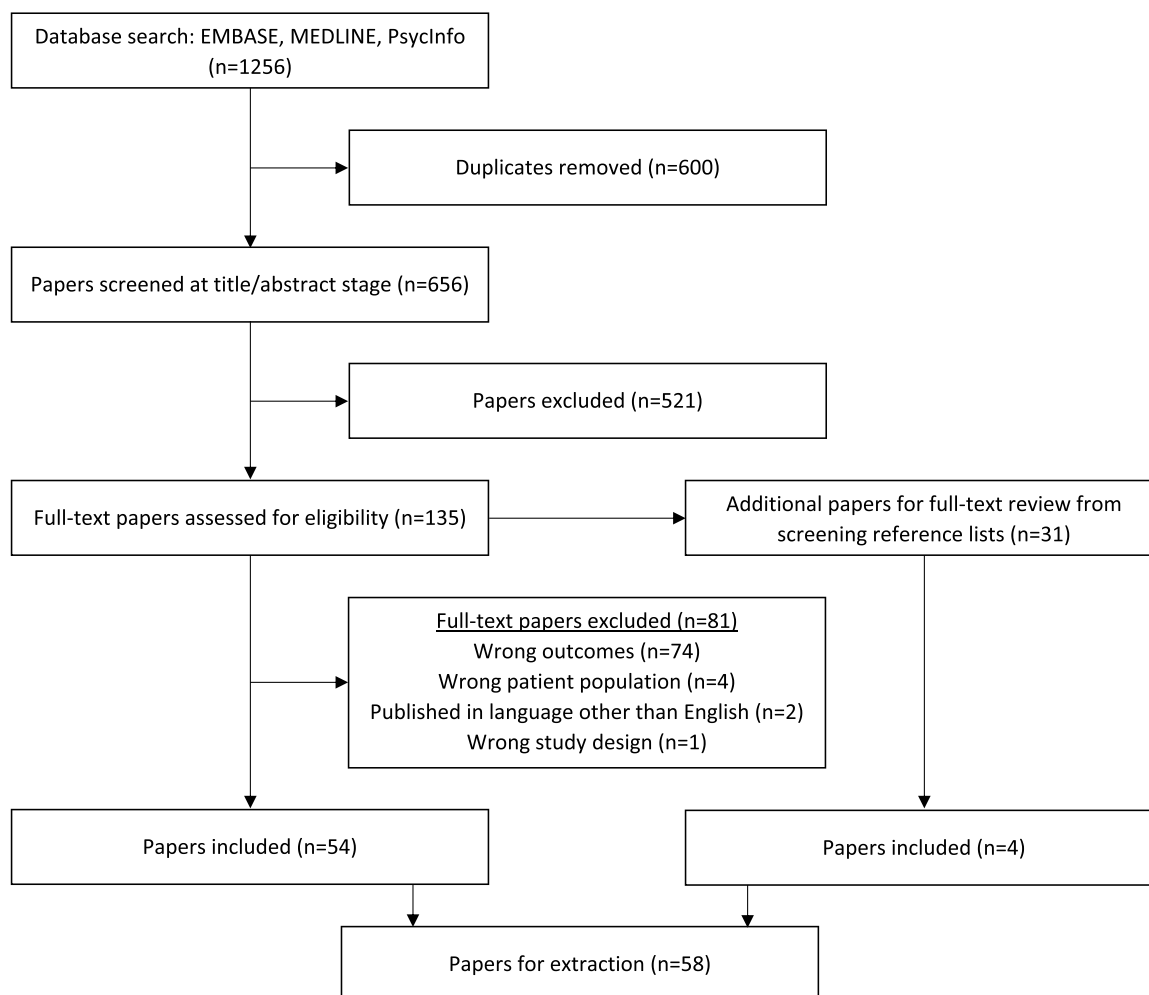 Database search: EMBASE, MEDLINE, PsycInfo
(n=1256)
Duplicates removed (n=600)
Papers screened at title/abstract stage (n=656)
Papers excluded (n=521)
Full-text papers assessed for eligibility (n=135)
Additional papers for full-text review from
screening reference lists (n=31)
Full-text papers excluded (n=81)
Wrong outcomes (n=74)
Wrong patient population (n=4)
Published in language other than English (n=2)
Wrong study design (n=1)
Papers included (n=54)
Papers included (n=4)
Papers for extraction (n=58)